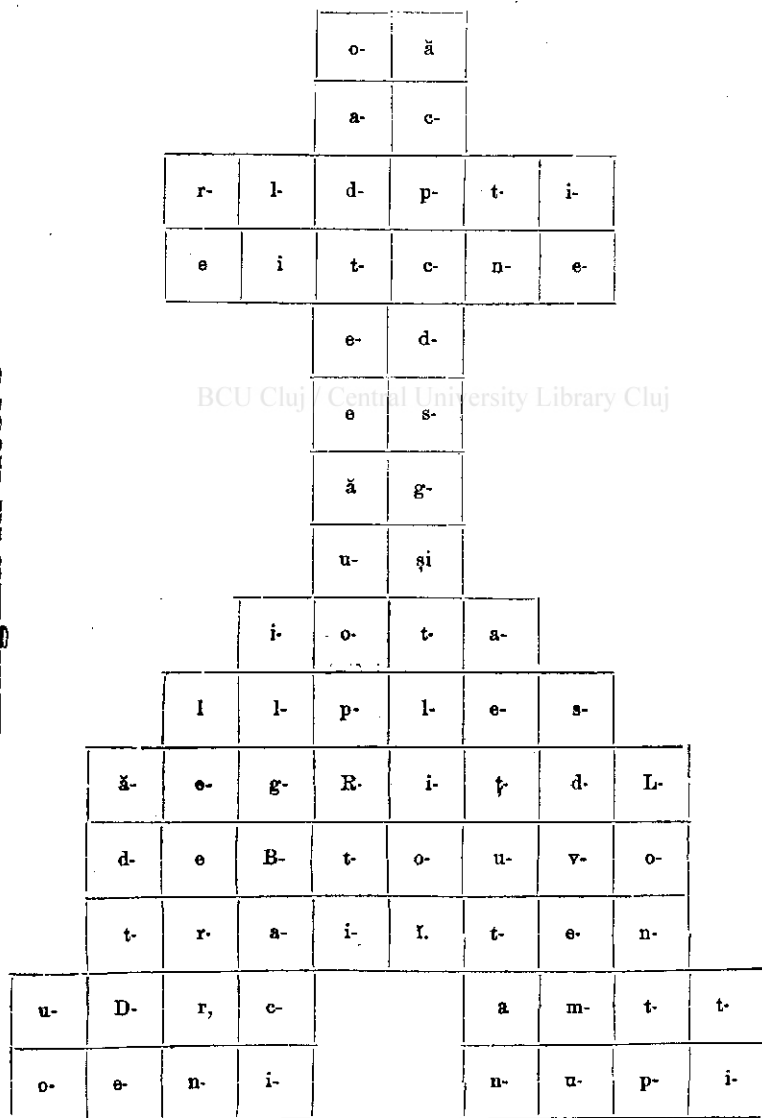 o- ă
a- c-
r- l- d- p- t- i-
e i t- c- n- e-
e- d-
BCU Cluj / Central University Library Cluj
e s-
ă g-
u- și
i- o- t- a-
I l- p- l- e- s-
ă- e- g- R- i- ț- d- L-
d- e B- t- o- u- v- o-
t- r- a- i- I. t- e- n-
u- D- r, c- a m- t- t-
o- e- n- i- n- u- p- i-